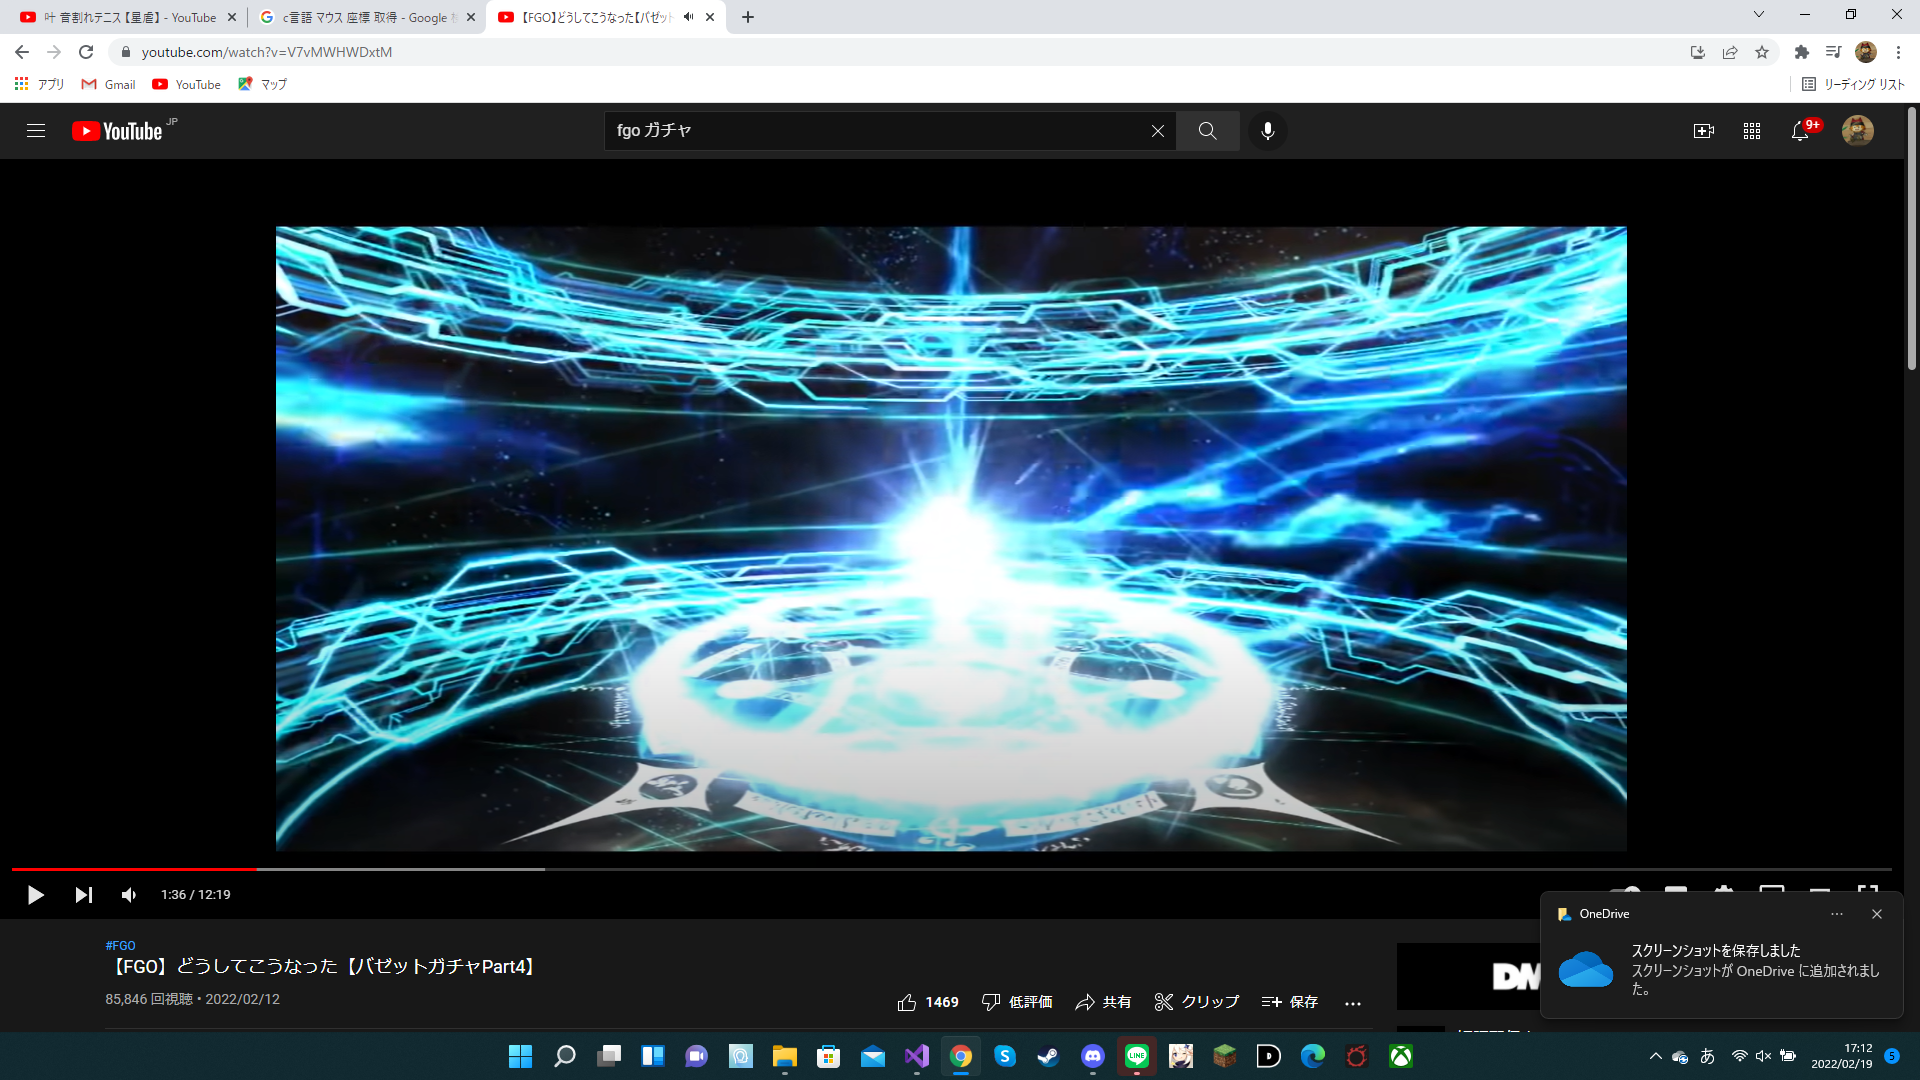 叶 音割れテニス【星虐】 - YouTube
c言語 マウス 座標 取得 - Google
【FGO】どうしてこうなった【バゼット
youtube.com/watch?v=V7vMWHWDxtM
アプリ
Gmail
YouTube
マップ
リーディング リスト
YouTube JP
fgo ガチャ
9+
1:36 / 12:19
OneDrive
スクリーンショットを保存しました
スクリーンショットが OneDrive に追加されまし
た。
#FGO
【FGO】どうしてこうなった【バゼットガチャPart4】
85,846 回視聴・2022/02/12
1469
低評価
共有
クリップ
保存
DM
LINE
あ
17:12
2022/02/19
5